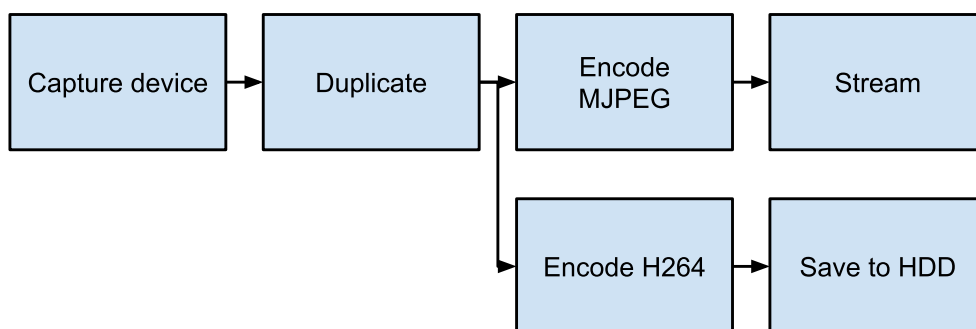 Capture device
Duplicate
Encode
MJPEG
Stream
Encode H264
Save to HDD